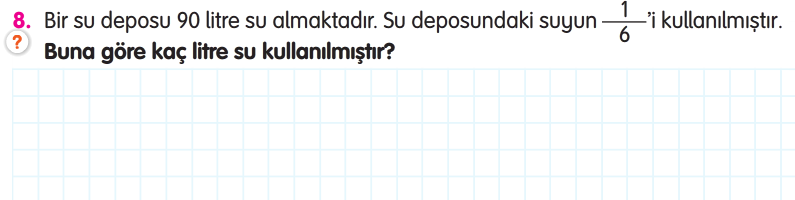 8. Bir su deposu 90 litre su almaktadır. Su deposundaki suyun 1/6'i kullanılmıştır.
? Buna göre kaç litre su kullanılmıştır?